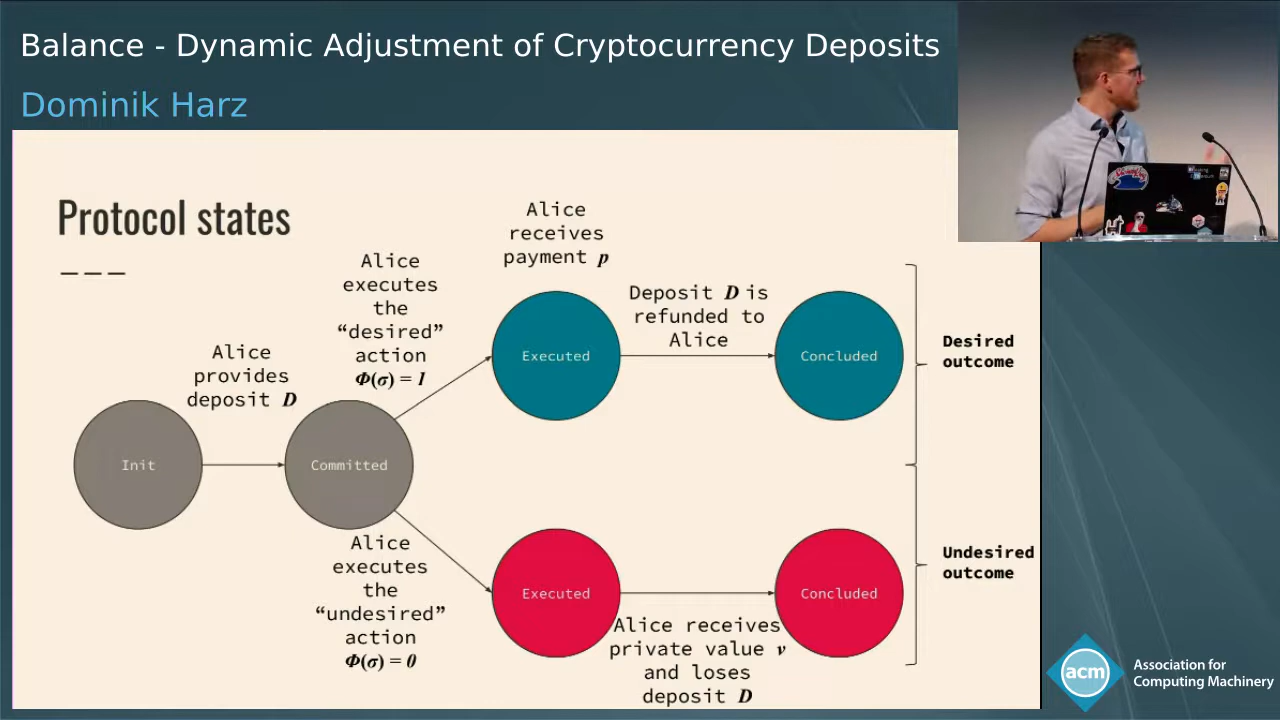 Balance - Dynamic Adjustment of Cryptocurrency Deposits
Dominik Harz
Protocol states
Alice
provides
deposit D
Alice
executes
the
“desired”
action
Φ(σ) = 1
Alice
receives
payment p
Deposit D is
refunded to
Alice
Init
Committed
Executed
Concluded
Desired
outcome
Alice
executes
the
“undesired”
action
Φ(σ) = 0
Executed
Concluded
Alice receives
private value v
and loses
deposit D
Undesired
outcome
acm
Association for
Computing Machinery